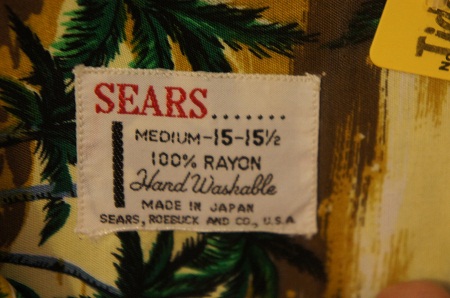 SEARS.......
MEDIUM-15-15½
100% RAYON
Hand Washable
MADE IN JAPAN
SEARS, ROEBUCK AND CO., U.S.A.